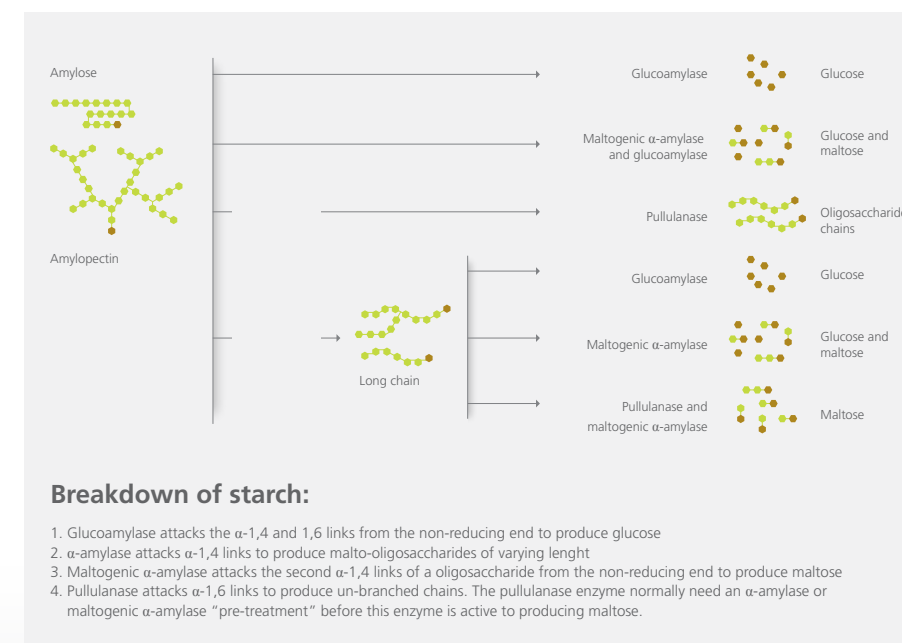 Amylose
Glucoamylase
Glucose
Maltogenic α-amylase
and glucoamylase
Glucose and
maltose
Pullulanase
Oligosaccharide
chains
Amylopectin
Glucoamylase
Glucose
Maltogenic α-amylase
Glucose and
maltose
Long chain
Pullulanase and
maltogenic α-amylase
Maltose
Breakdown of starch:
1. Glucoamylase attacks the α-1,4 and 1,6 links from the non-reducing end to produce glucose
2. α-amylase attacks α-1,4 links to produce malto-oligosaccharides of varying lenght
3. Maltogenic α-amylase attacks the second α-1,4 links of a oligosaccharide from the non-reducing end to produce maltose
4. Pullulanase attacks α-1,6 links to produce un-branched chains. The pullulanase enzyme normally need an α-amylase or
maltogenic α-amylase “pre-treatment” before this enzyme is active to producing maltose.